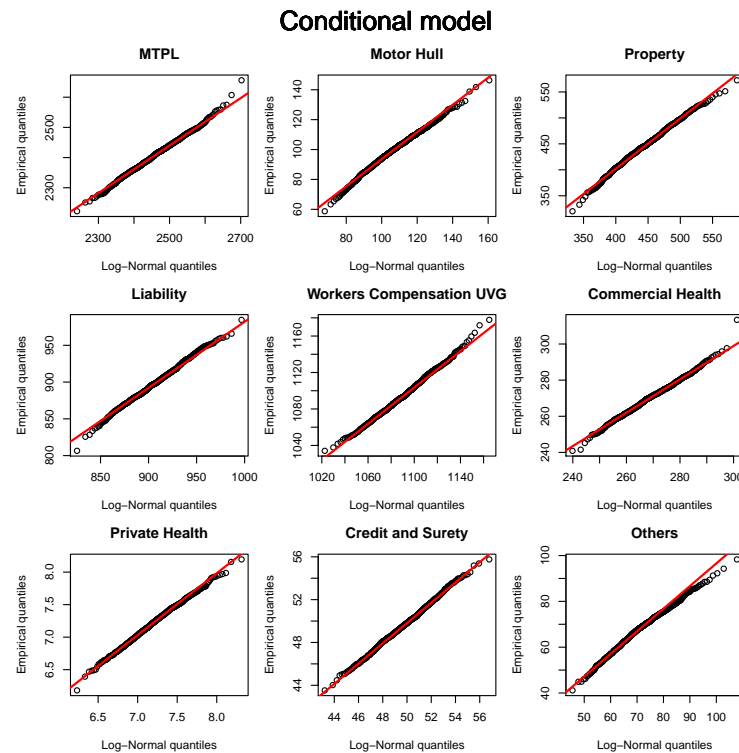 Conditional model
MTPL
Motor Hull
Property
Empirical quantiles
2300
2500
2300
2500
2700
Log−Normal quantiles
Empirical quantiles
60
80
100
120
140
80
100
120
140
160
Log−Normal quantiles
Empirical quantiles
350
450
550
350
400
450
500
550
Log−Normal quantiles
Liability
Workers Compensation UVG
Commercial Health
Empirical quantiles
800
850
900
950
850
900
950
1000
Log−Normal quantiles
Empirical quantiles
1040
1080
1120
1160
1020
1060
1100
1140
Log−Normal quantiles
Empirical quantiles
240
260
280
300
240
260
280
300
Log−Normal quantiles
Private Health
Credit and Surety
Others
Empirical quantiles
6.5
7.0
7.5
8.0
6.5
7.0
7.5
8.0
Log−Normal quantiles
Empirical quantiles
44
48
52
56
44
46
48
50
52
54
56
Log−Normal quantiles
Empirical quantiles
40
60
80
100
50
60
70
80
90
100
Log−Normal quantiles